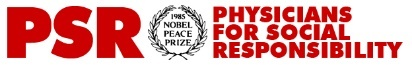 PSR
1985
NOBEL
PEACE
PRIZE
PHYSICIANS
FOR SOCIAL
RESPONSIBILITY